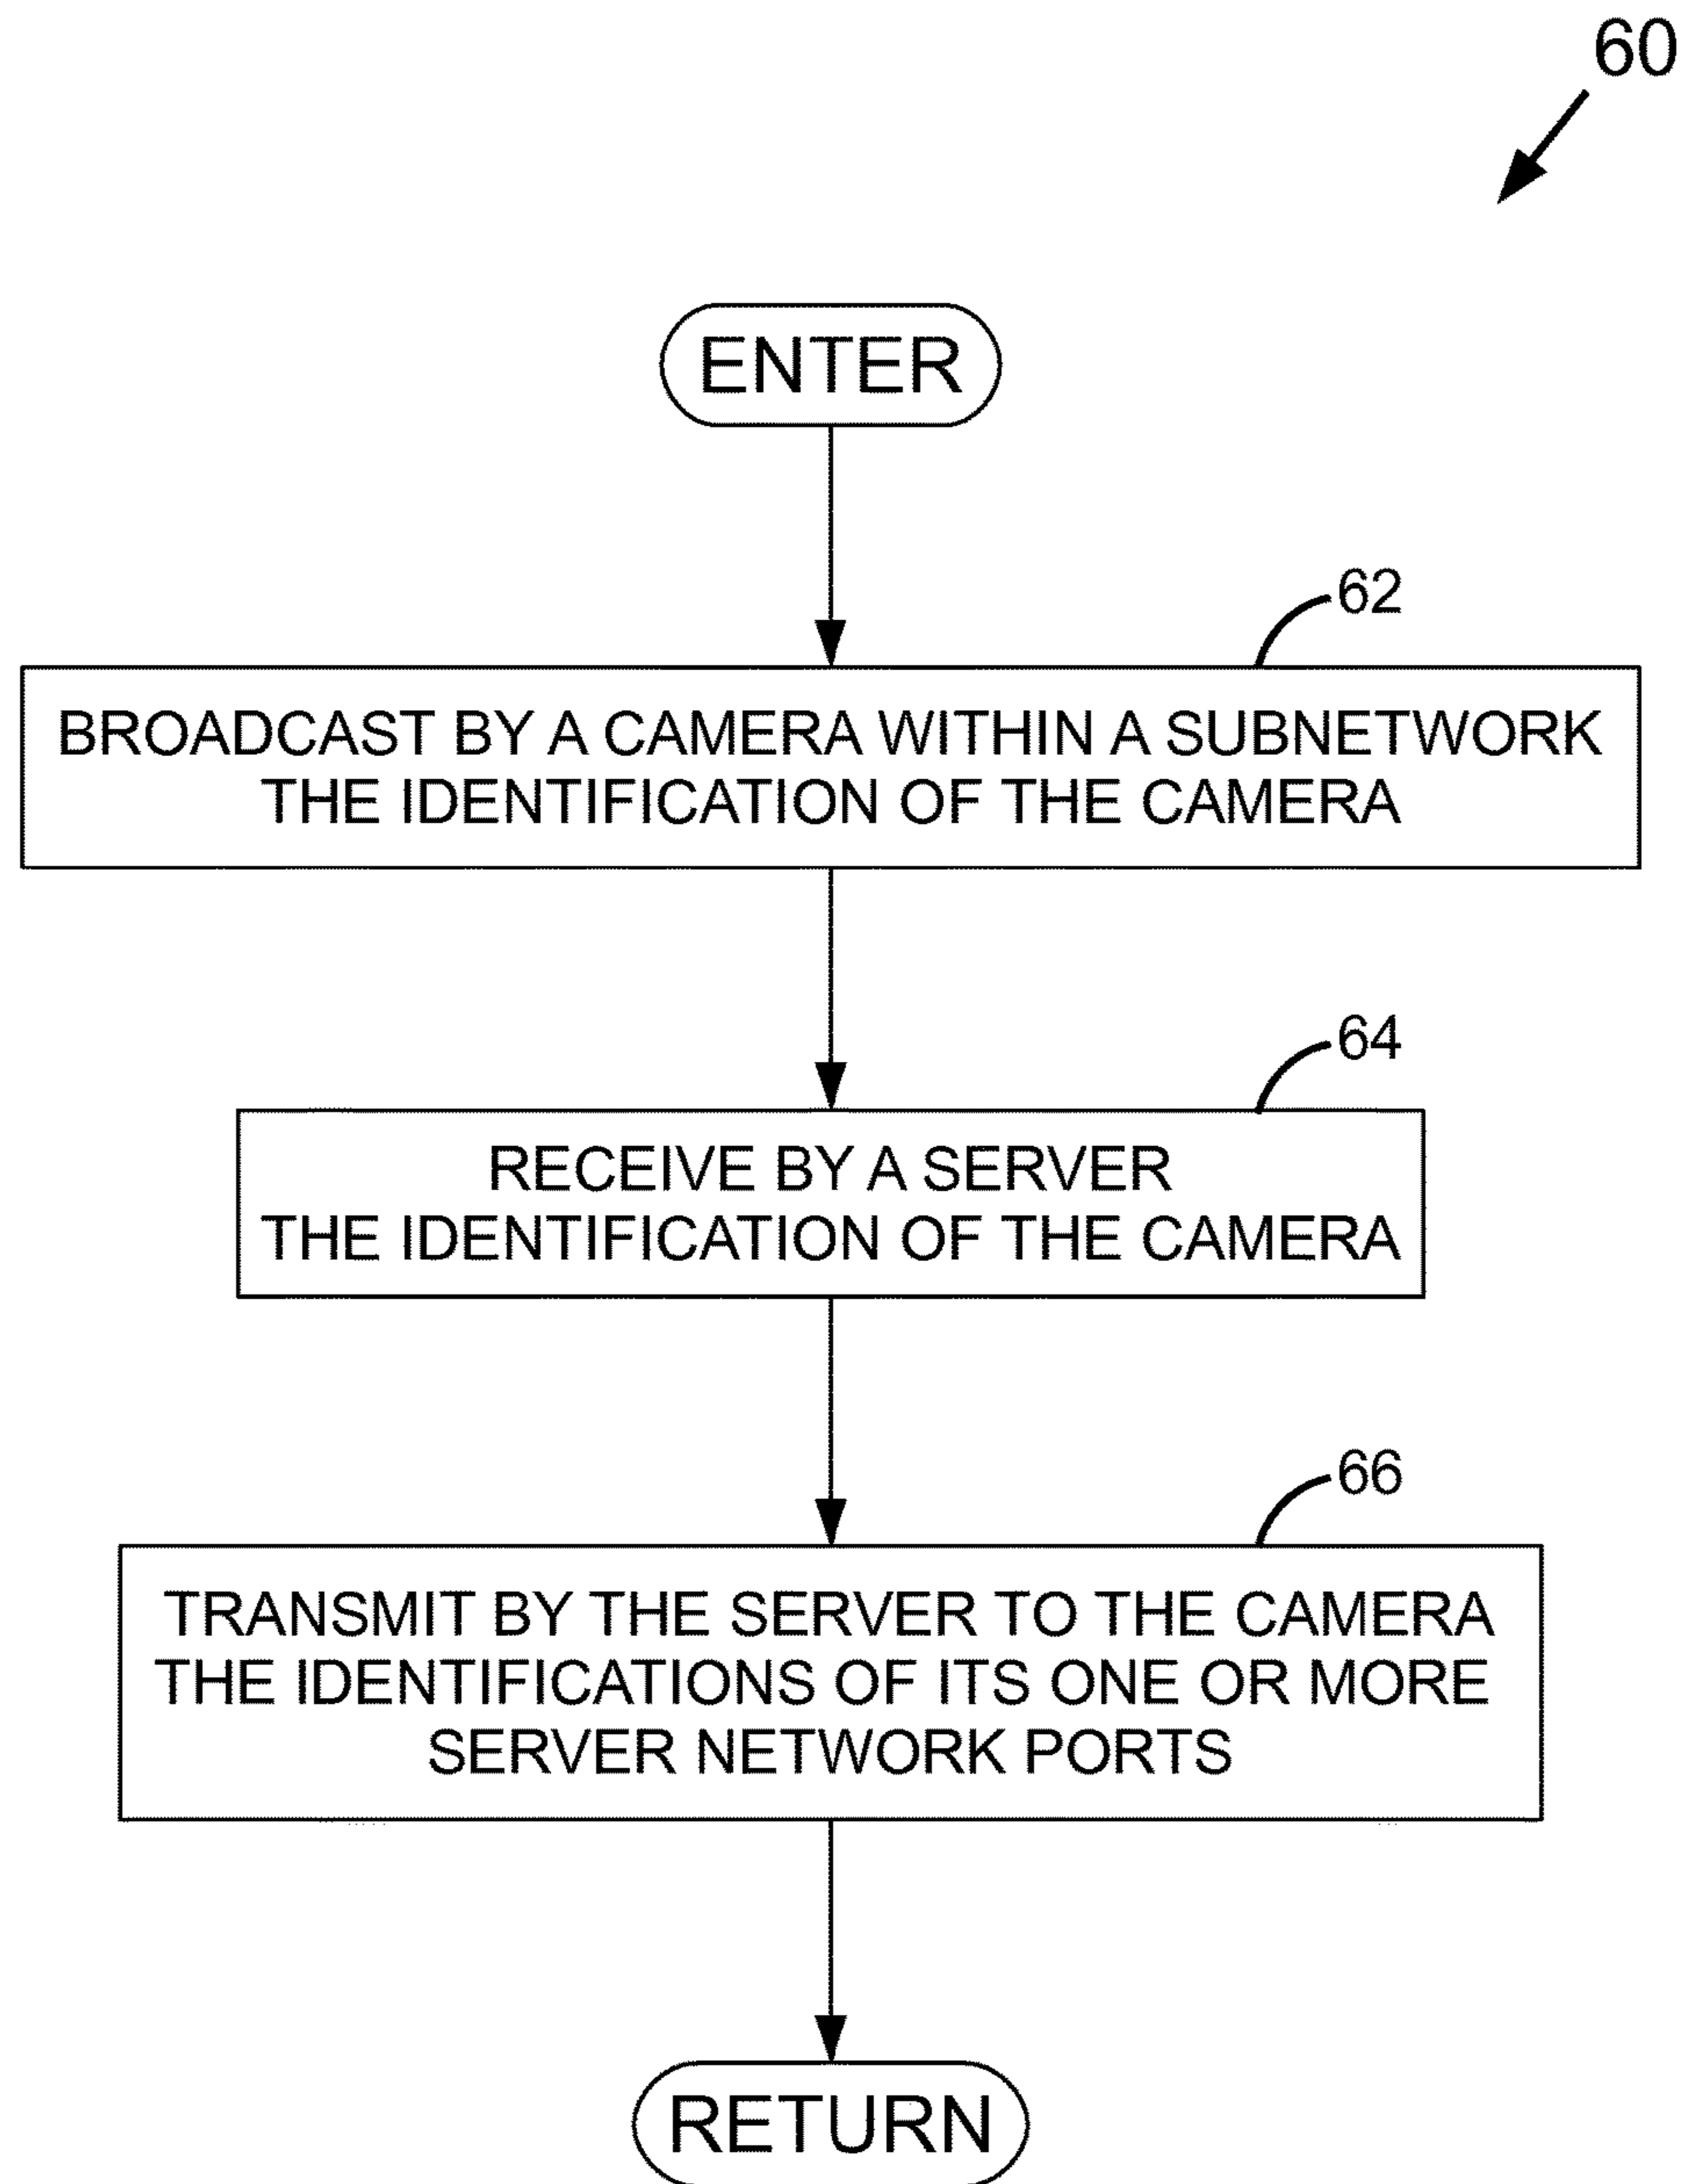 60
ENTER
62
BROADCAST BY A CAMERA WITHIN A SUBNETWORK
THE IDENTIFICATION OF THE CAMERA
64
RECEIVE BY A SERVER
THE IDENTIFICATION OF THE CAMERA
66
TRANSMIT BY THE SERVER TO THE CAMERA
THE IDENTIFICATIONS OF ITS ONE OR MORE
SERVER NETWORK PORTS
RETURN